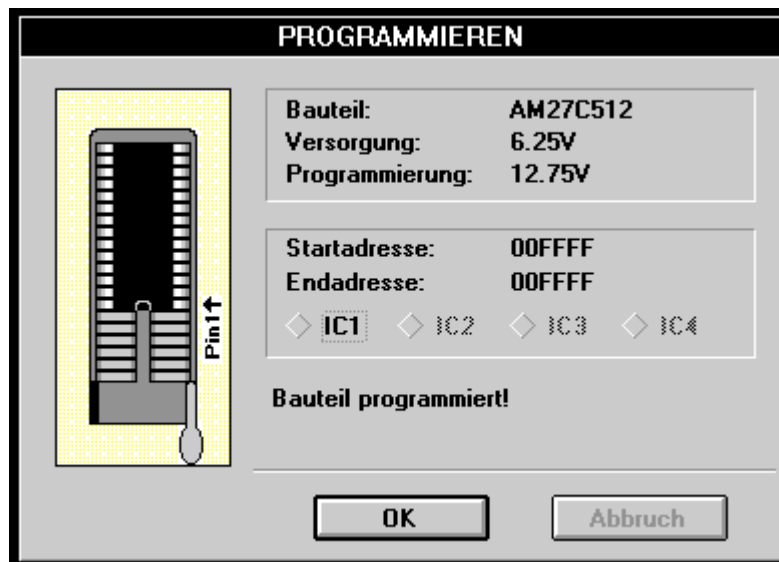 PROGRAMMIEREN
Bauteil: AM27C512
Versorgung: 6.25V
Programmierung: 12.75V
Startadresse: 00FFFF
Endadresse: 00FFFF
IC1 IC2 IC3 IC4
Pin1↑
Bauteil programmiert!
OK Abbruch